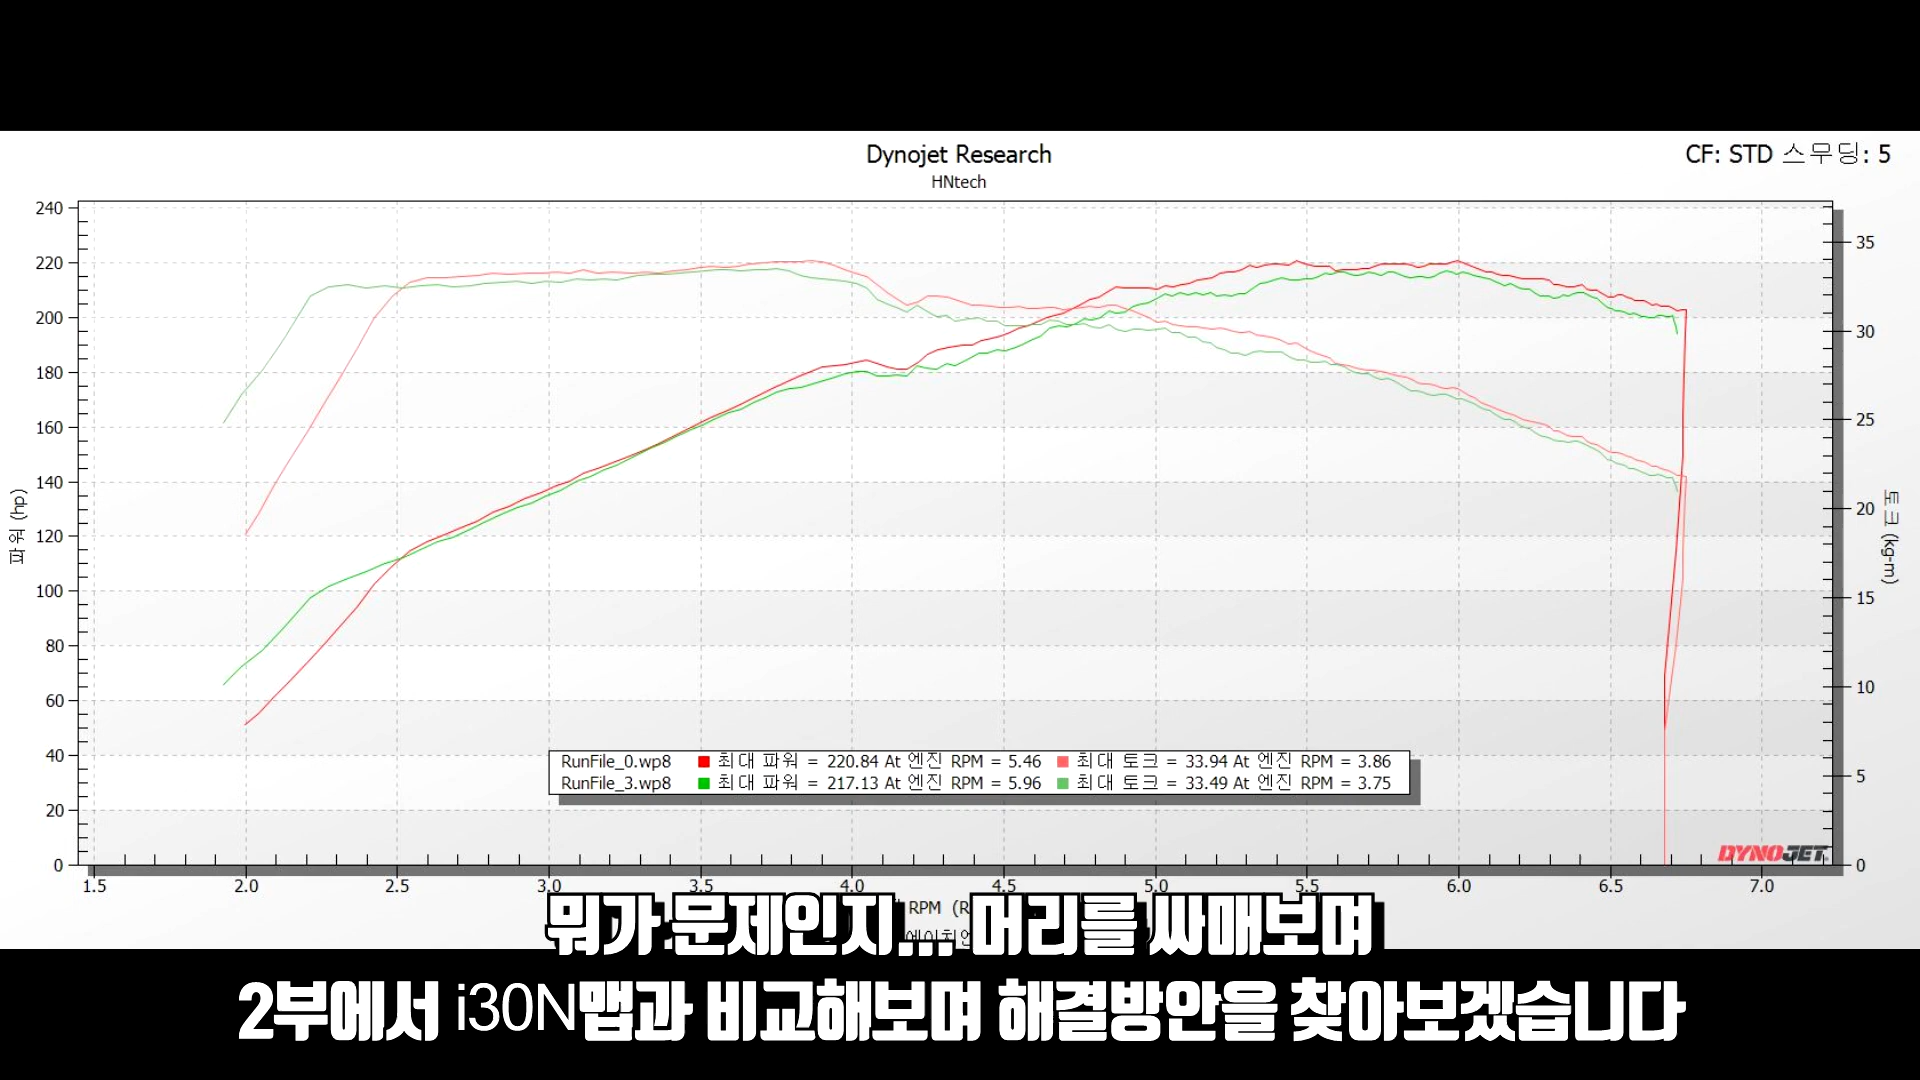 Dynojet Research
HNtech
CF: STD 스무딩: 5
240
220
200
180
160
140
120
100
80
60
40
20
0
파워 (hp)
35
30
25
20
15
10
5
0
토크 (kg-m)
RunFile_0.wp8 최대 파워 = 220.84 At 엔진 RPM = 5.46 최대 토크 = 33.94 At 엔진 RPM = 3.86
RunFile_3.wp8 최대 파워 = 217.13 At 엔진 RPM = 5.96 최대 토크 = 33.49 At 엔진 RPM = 3.75
DYNOJET
1.5 2.0 2.5 3.0 3.5 4.0 4.5 5.0 5.5 6.0 6.5 7.0
RPM
뭐가 문제인지... 머리를 싸매보며
2부에서 i30N맵과 비교해보며 해결방안을 찾아보겠습니다